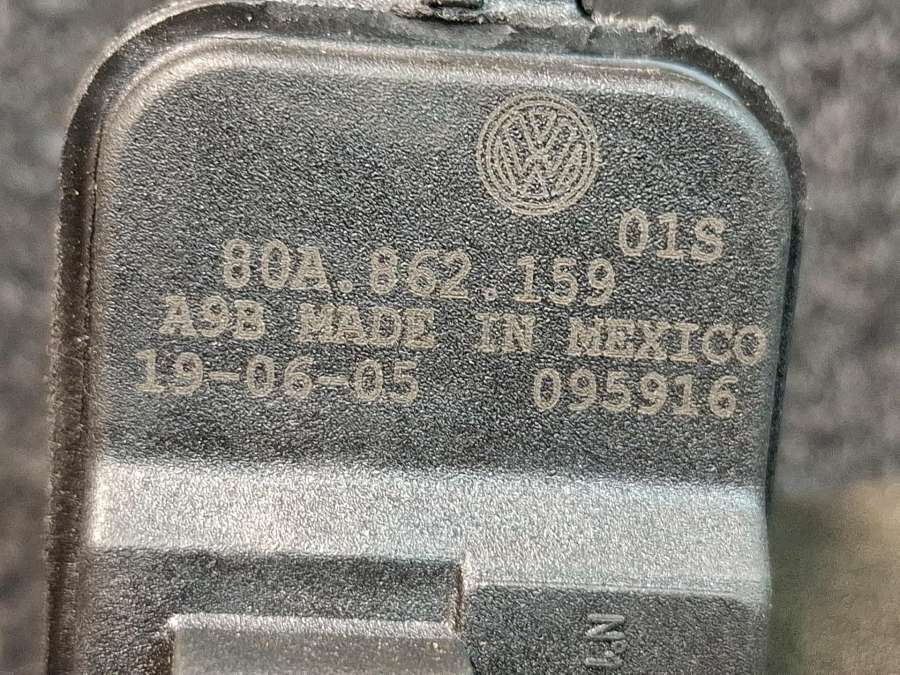 01S
80A.862.159
A9B MADE IN MEXICO
19-06-05 095916